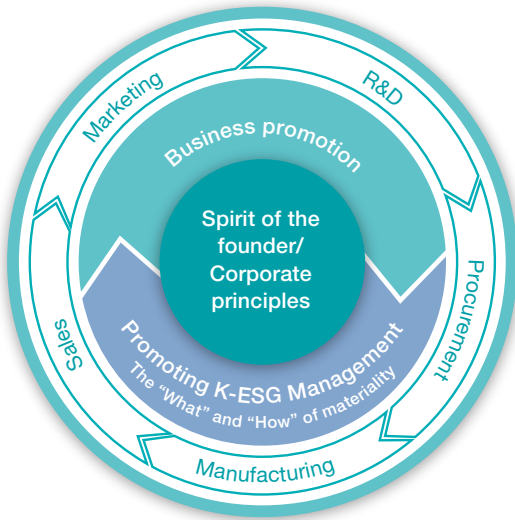 Marketing
R&D
Procurement
Manufacturing
Sales
Business promotion
Spirit of the
founder/
Corporate
principles
Promoting K-ESG Management
The “What” and “How” of materiality